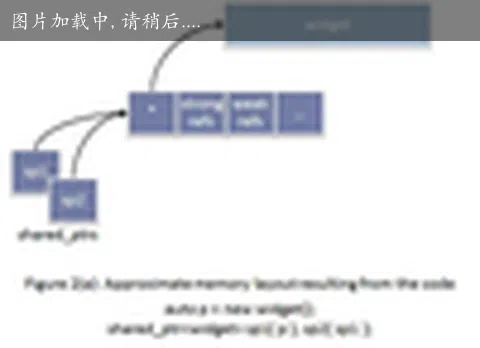 图片加载中, 请稍后....
widget
*
strong refs
weak refs
...
sp1
sp2
shared_ptrs
Figure 2(a): Approximate memory layout resulting from the code
auto p = new widget();
shared_ptr<widget> sp1{ p }, sp2{ sp1 };